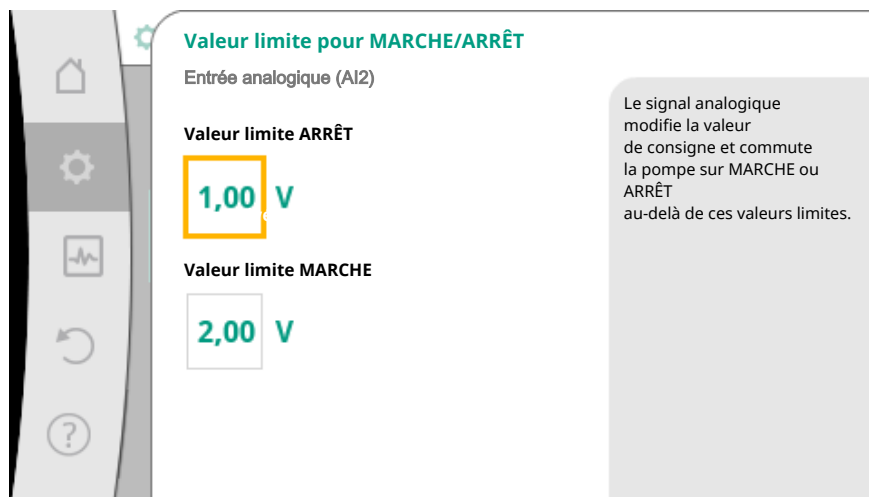 Valeur limite pour MARCHE/ARRÊT
Entrée analogique (AI2)
Valeur limite ARRÊT
1,00 V
Valeur limite MARCHE
2,00 V
Le signal analogique
modifie la valeur
de consigne et commute
la pompe sur MARCHE ou
ARRÊT
au-delà de ces valeurs limites.
?